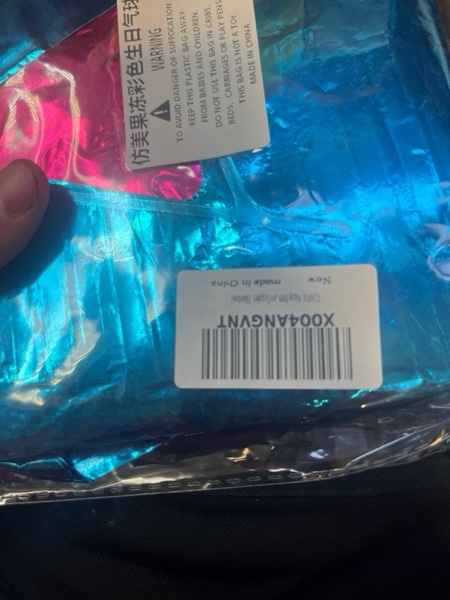 仿美果冻彩色生日气球
WARNING
TO AVOID DANGER OF SUFFOCATION.
KEEP THIS PLASTIC BAG AWAY
FROM BABIES AND CHILDREN.
DO NOT USE THIS BAG IN CRIBS,
BEDS, CARRIAGES OR PLAY PENS
THIS BAG IS NOT A TOY.
MADE IN CHINA
X004ANGVNT
New made in China